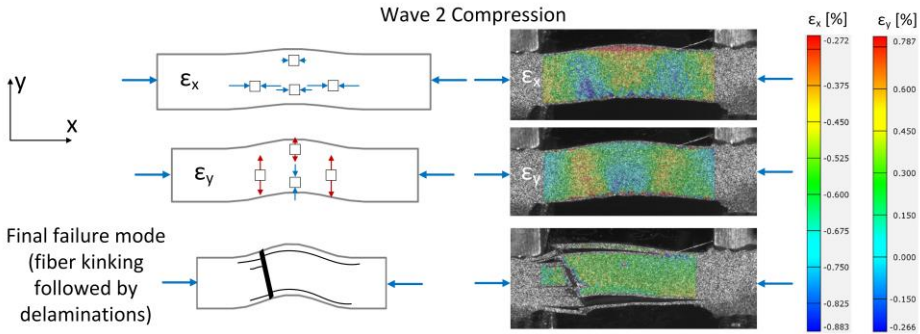 Wave 2 Compression
y
x
εx
εx
εy
εy
Final failure mode
(fiber kinking
followed by
delaminations)
εx [%]
-0.272
-0.375
-0.450
-0.525
-0.600
-0.675
-0.750
-0.825
-0.883
εy [%]
0.787
0.600
0.450
0.300
0.150
0.000
-0.150
-0.266